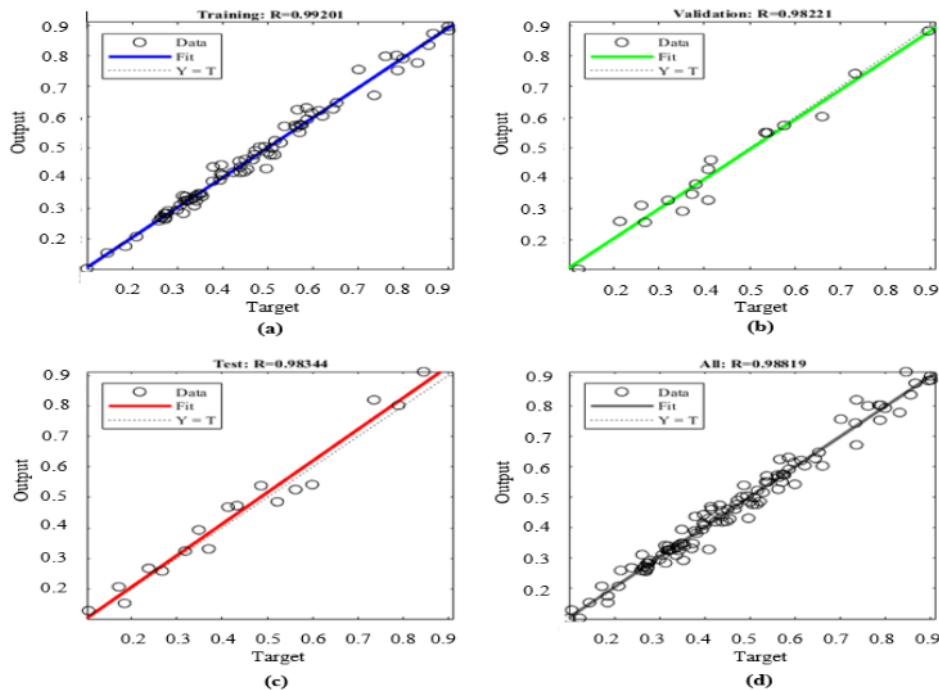 Training: R=0.99201
Data
Fit
Y = T
Output
0.9
0.8
0.7
0.6
0.5
0.4
0.3
0.2
0.2 0.3 0.4 0.5 0.6 0.7 0.8 0.9
Target
(a)
Validation: R=0.98221
Data
Fit
Y = T
Output
0.9
0.8
0.7
0.6
0.5
0.4
0.3
0.2
0.2 0.3 0.4 0.5 0.6 0.7 0.8 0.9
Target
(b)
Test: R=0.98344
Data
Fit
Y = T
Output
0.9
0.8
0.7
0.6
0.5
0.4
0.3
0.2
0.2 0.3 0.4 0.5 0.6 0.7 0.8 0.9
Target
(c)
All: R=0.98819
Data
Fit
Y = T
Output
0.9
0.8
0.7
0.6
0.5
0.4
0.3
0.2
0.2 0.3 0.4 0.5 0.6 0.7 0.8 0.9
Target
(d)